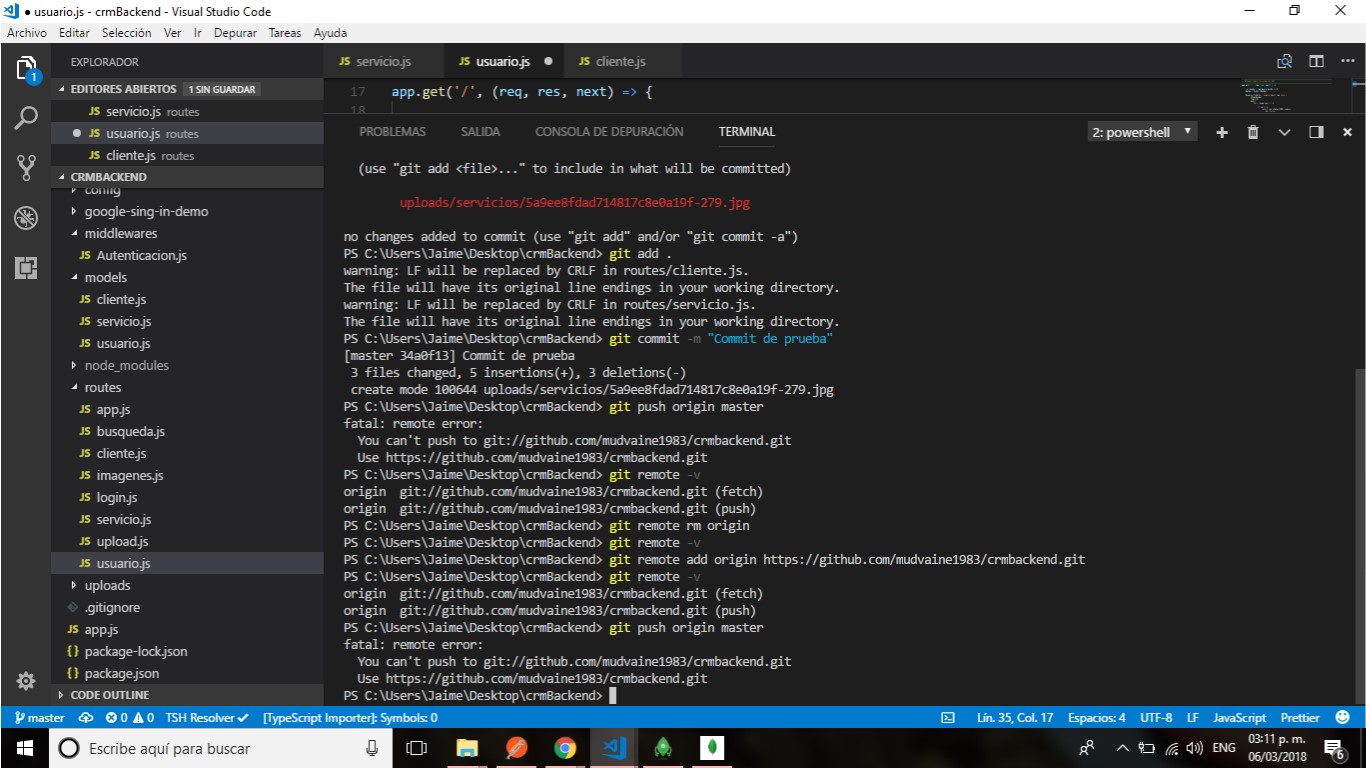 usuario.js - crmBackend - Visual Studio Code
Archivo Editar Selección Ver Ir Depurar Tareas Ayuda
EXPLORADOR
EDITORES ABIERTOS 1 SIN GUARDAR
JS servicio.js routes
JS usuario.js routes
JS cliente.js routes
CRMBACKEND
config
google-sing-in-demo
middlewares
JS Autenticacion.js
models
JS cliente.js
JS servicio.js
JS usuario.js
node_modules
routes
JS app.js
JS busqueda.js
JS cliente.js
JS imagenes.js
JS login.js
JS servicio.js
JS upload.js
JS usuario.js
uploads
.gitignore
JS app.js
{} package-lock.json
{} package.json
CODE OUTLINE
1
JS servicio.js JS usuario.js JS cliente.js
17 app.get('/', (req, res, next) => {
18
PROBLEMAS SALIDA CONSOLA DE DEPURACIÓN TERMINAL 2: powershell
(use "git add <file>..." to include in what will be committed)
uploads/servicios/5a9ee8fdad714817c8e0a19f-279.jpg
no changes added to commit (use "git add" and/or "git commit -a")
PS C:\Users\Jaime\Desktop\crmBackend> git add .
warning: LF will be replaced by CRLF in routes/cliente.js.
The file will have its original line endings in your working directory.
warning: LF will be replaced by CRLF in routes/servicio.js.
The file will have its original line endings in your working directory.
PS C:\Users\Jaime\Desktop\crmBackend> git commit -m "Commit de prueba"
[master 34a0f13] Commit de prueba
3 files changed, 5 insertions(+), 3 deletions(-)
create mode 100644 uploads/servicios/5a9ee8fdad714817c8e0a19f-279.jpg
PS C:\Users\Jaime\Desktop\crmBackend> git push origin master
fatal: remote error:
You can't push to git://github.com/mudvaine1983/crmbackend.git
Use https://github.com/mudvaine1983/crmbackend.git
PS C:\Users\Jaime\Desktop\crmBackend> git remote -v
origin git://github.com/mudvaine1983/crmbackend.git (fetch)
origin git://github.com/mudvaine1983/crmbackend.git (push)
PS C:\Users\Jaime\Desktop\crmBackend> git remote rm origin
PS C:\Users\Jaime\Desktop\crmBackend> git remote -v
PS C:\Users\Jaime\Desktop\crmBackend> git remote add origin https://github.com/mudvaine1983/crmbackend.git
PS C:\Users\Jaime\Desktop\crmBackend> git remote -v
origin git://github.com/mudvaine1983/crmbackend.git (fetch)
origin git://github.com/mudvaine1983/crmbackend.git (push)
PS C:\Users\Jaime\Desktop\crmBackend> git push origin master
fatal: remote error:
You can't push to git://github.com/mudvaine1983/crmbackend.git
Use https://github.com/mudvaine1983/crmbackend.git
PS C:\Users\Jaime\Desktop\crmBackend>
master 0 0 TSH Resolver [TypeScript Importer]: Symbols: 0 Lín. 35, Col. 17 Espacios: 4 UTF-8 LF JavaScript Prettier
Escribe aquí para buscar
ENG 03:11 p. m.
06/03/2018
6